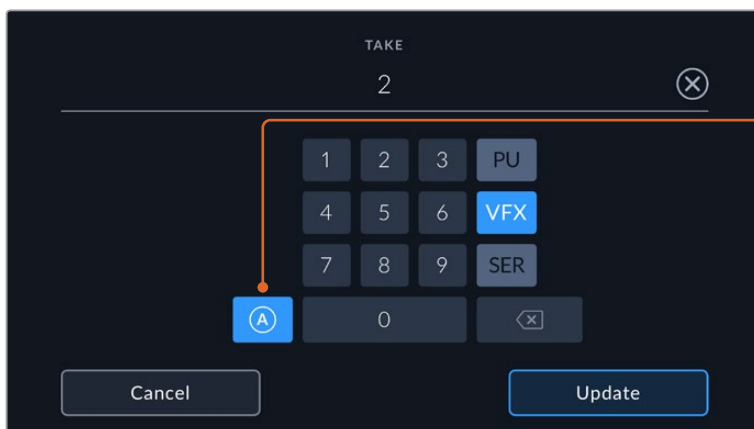 TAKE
2
1 2 3 PU
4 5 6 VFX
7 8 9 SER
A 0
Cancel Update